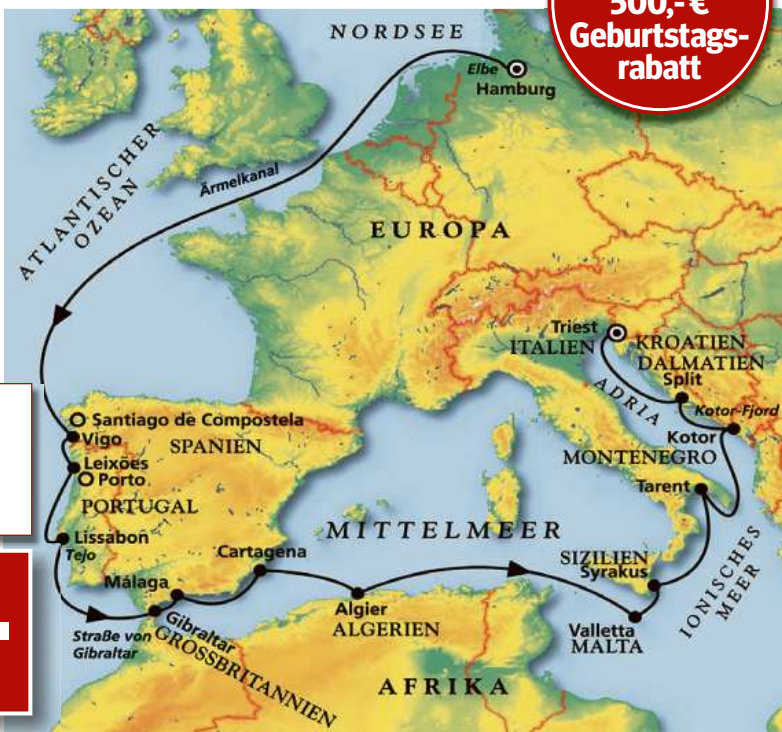 500,-€
Geburtstags-
rabatt
NORDSEE
Elbe
Hamburg
ATLANTISCHER
OZEAN
Ärmelkanal
EUROPA
Triest
ITALIEN
KROATIEN
DALMATIEN
Split
ADRIA
Kotor-Fjord
Kotor
MONTENEGRO
Tarent
Santiago de Compostela
Vigo
SPANIEN
Leixões
Porto
PORTUGAL
Lissabon
Tejo
MITTELMEER
Cartagena
SIZILIEN
Syrakus
IONISCHES
MEER
Málaga
Gibraltar
GROSSBRITANNIEN
Straße von
Gibraltar
Algier
ALGERIEN
Valletta
MALTA
AFRIKA